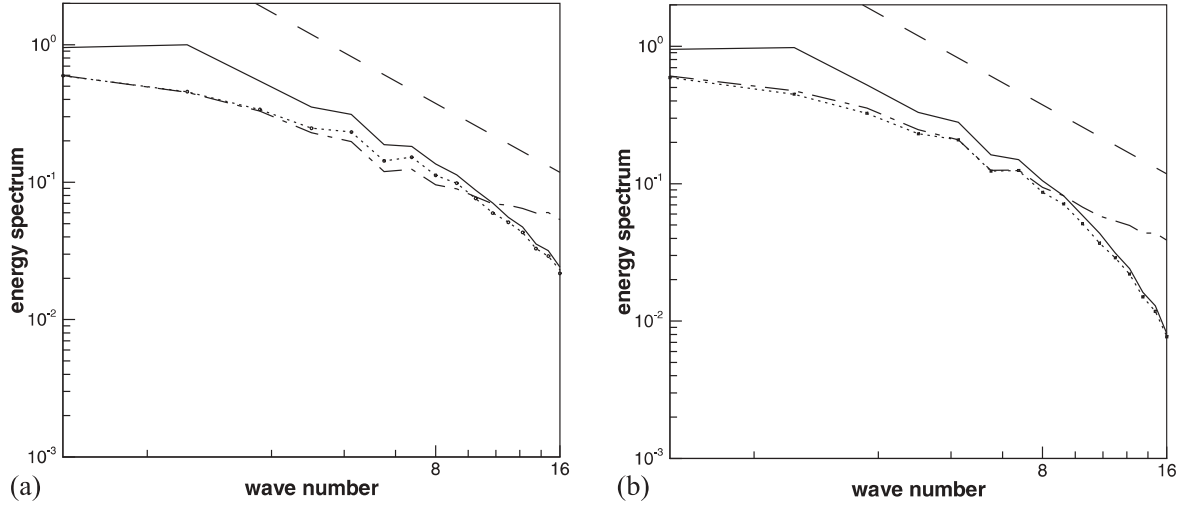 10⁰
10⁻¹
10⁻²
10⁻³
energy spectrum
8
16
wave number
(a)
10⁰
10⁻¹
10⁻²
10⁻³
energy spectrum
8
16
wave number
(b)